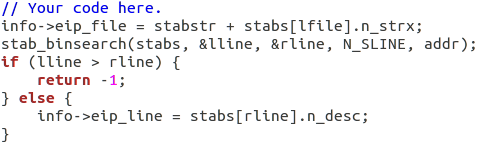 // Your code here.
info->eip_file = stabstr + stabs[lfile].n_strx;
stab_binsearch(stabs, &lline, &rline, N_SLINE, addr);
if (lline > rline) {
    return -1;
} else {
    info->eip_line = stabs[rline].n_desc;
}